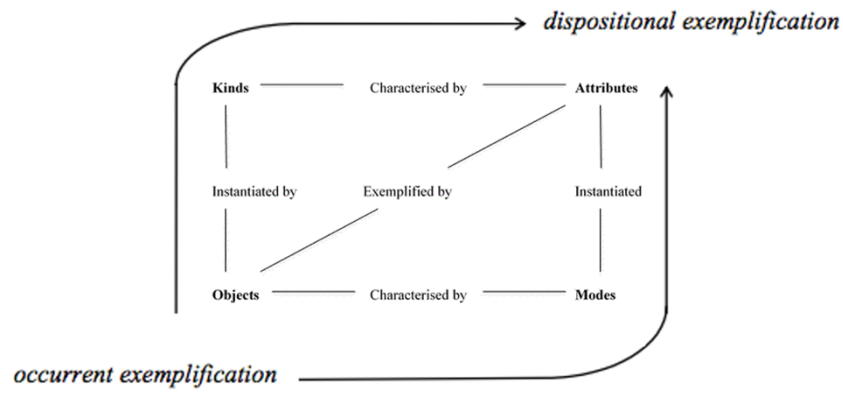 dispositional exemplification
Kinds Characterised by Attributes
Instantiated by Exemplified by Instantiated
Objects Characterised by Modes
occurrent exemplification